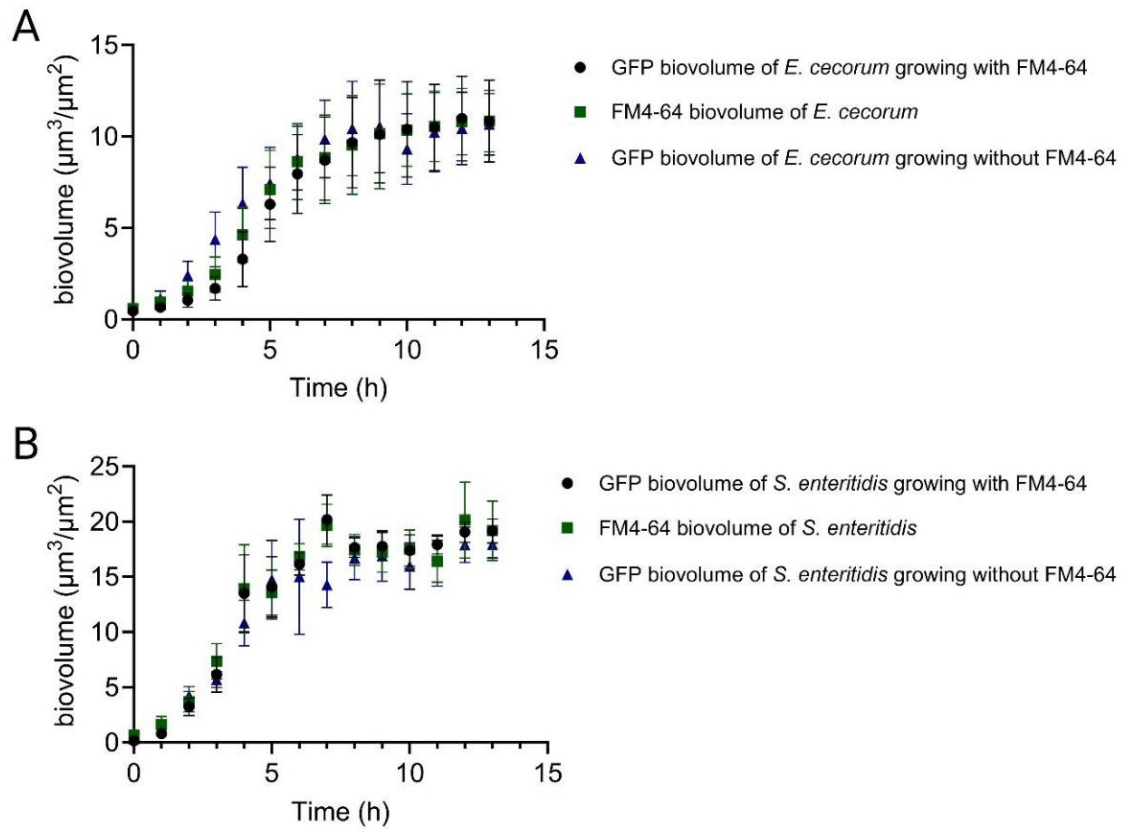 A
15
10
5
0
biovolume (µm³/µm²)
0 5 10 15
Time (h)
GFP biovolume of E. cecorum growing with FM4-64
FM4-64 biovolume of E. cecorum
GFP biovolume of E. cecorum growing without FM4-64
B
25
20
15
10
5
0
biovolume (µm³/µm²)
0 5 10 15
Time (h)
GFP biovolume of S. enteritidis growing with FM4-64
FM4-64 biovolume of S. enteritidis
GFP biovolume of S. enteritidis growing without FM4-64